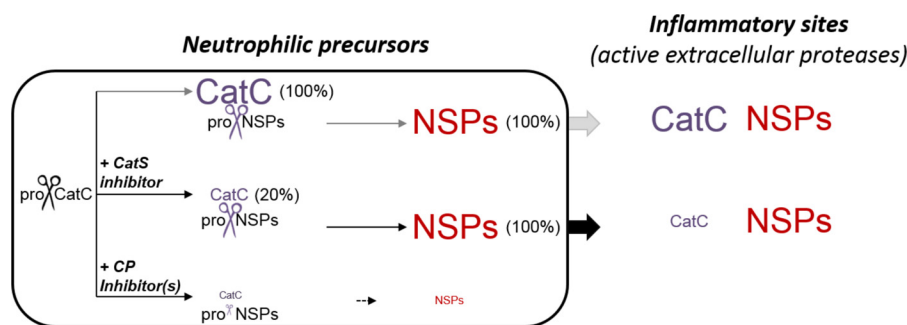 Inflammatory sites
Neutrophilic precursors
(active extracellular proteases)
CatC (100%)
pro NSPs
NSPs (100%)
CatC NSPs
+ CatS
inhibitor
pro CatC
CatC (20%)
pro NSPs
NSPs (100%)
CatC NSPs
+ CP
Inhibitor(s)
CatC
pro NSPs
NSPs